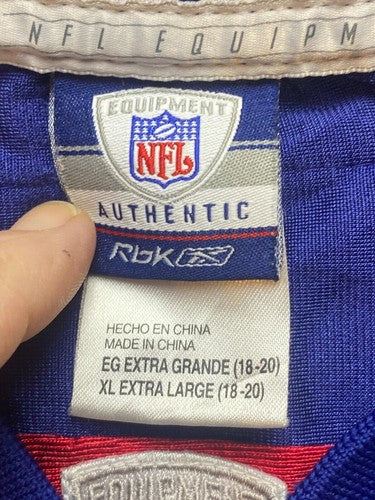 NFL EQUIPM
EQUIPMENT
NFL
AUTHENTIC
RbK
HECHO EN CHINA
MADE IN CHINA
EG EXTRA GRANDE (18-20)
XL EXTRA LARGE (18-20)
EQUIPMENT